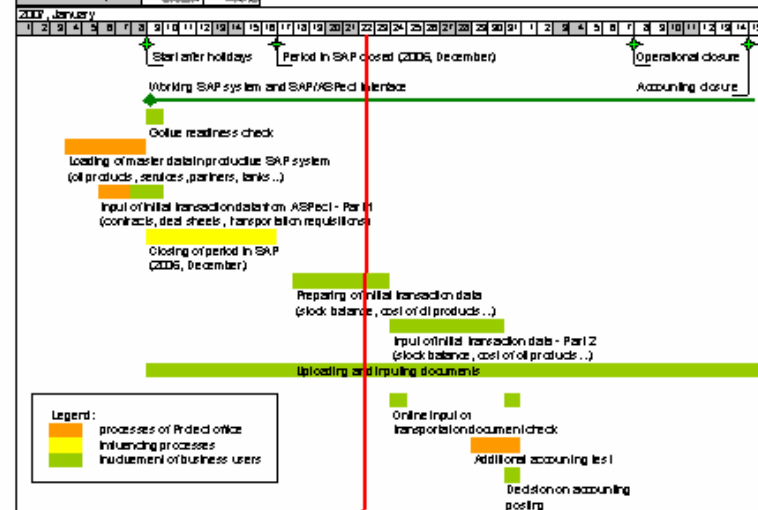 2007, January
1 2 3 4 5 6 7 8 9 10 11 12 13 14 15 16 17 18 19 20 21 22 23 24 25 26 27 28 29 30 31 1 2 3 4 5 6 7 8 9 10 11 12 13 14 15
Start after holidays
Period in SAP closed (2006, December)
Operational closure
Working SAP system and SAP/ASPect interface
Accounting closure
Golive readiness check
Loading of master data in productive SAP system
(oil products, services, partners, tanks...)
Input of initial transaction data from ASPect - Part 1
(contracts, deal sheets, transportation requisitions)
Closing of period in SAP
(2006, December)
Preparing of initial transaction data
(stock balance, cost of oil products...)
Input of initial transaction data - Part 2
(stock balance, cost of oil products...)
Uploading and inputing documents
Legend:
processes of Project office
Influencing processes
Involvement of business users
Online input of
transportation document check
Additional accounting test
Decision on accounting
posting